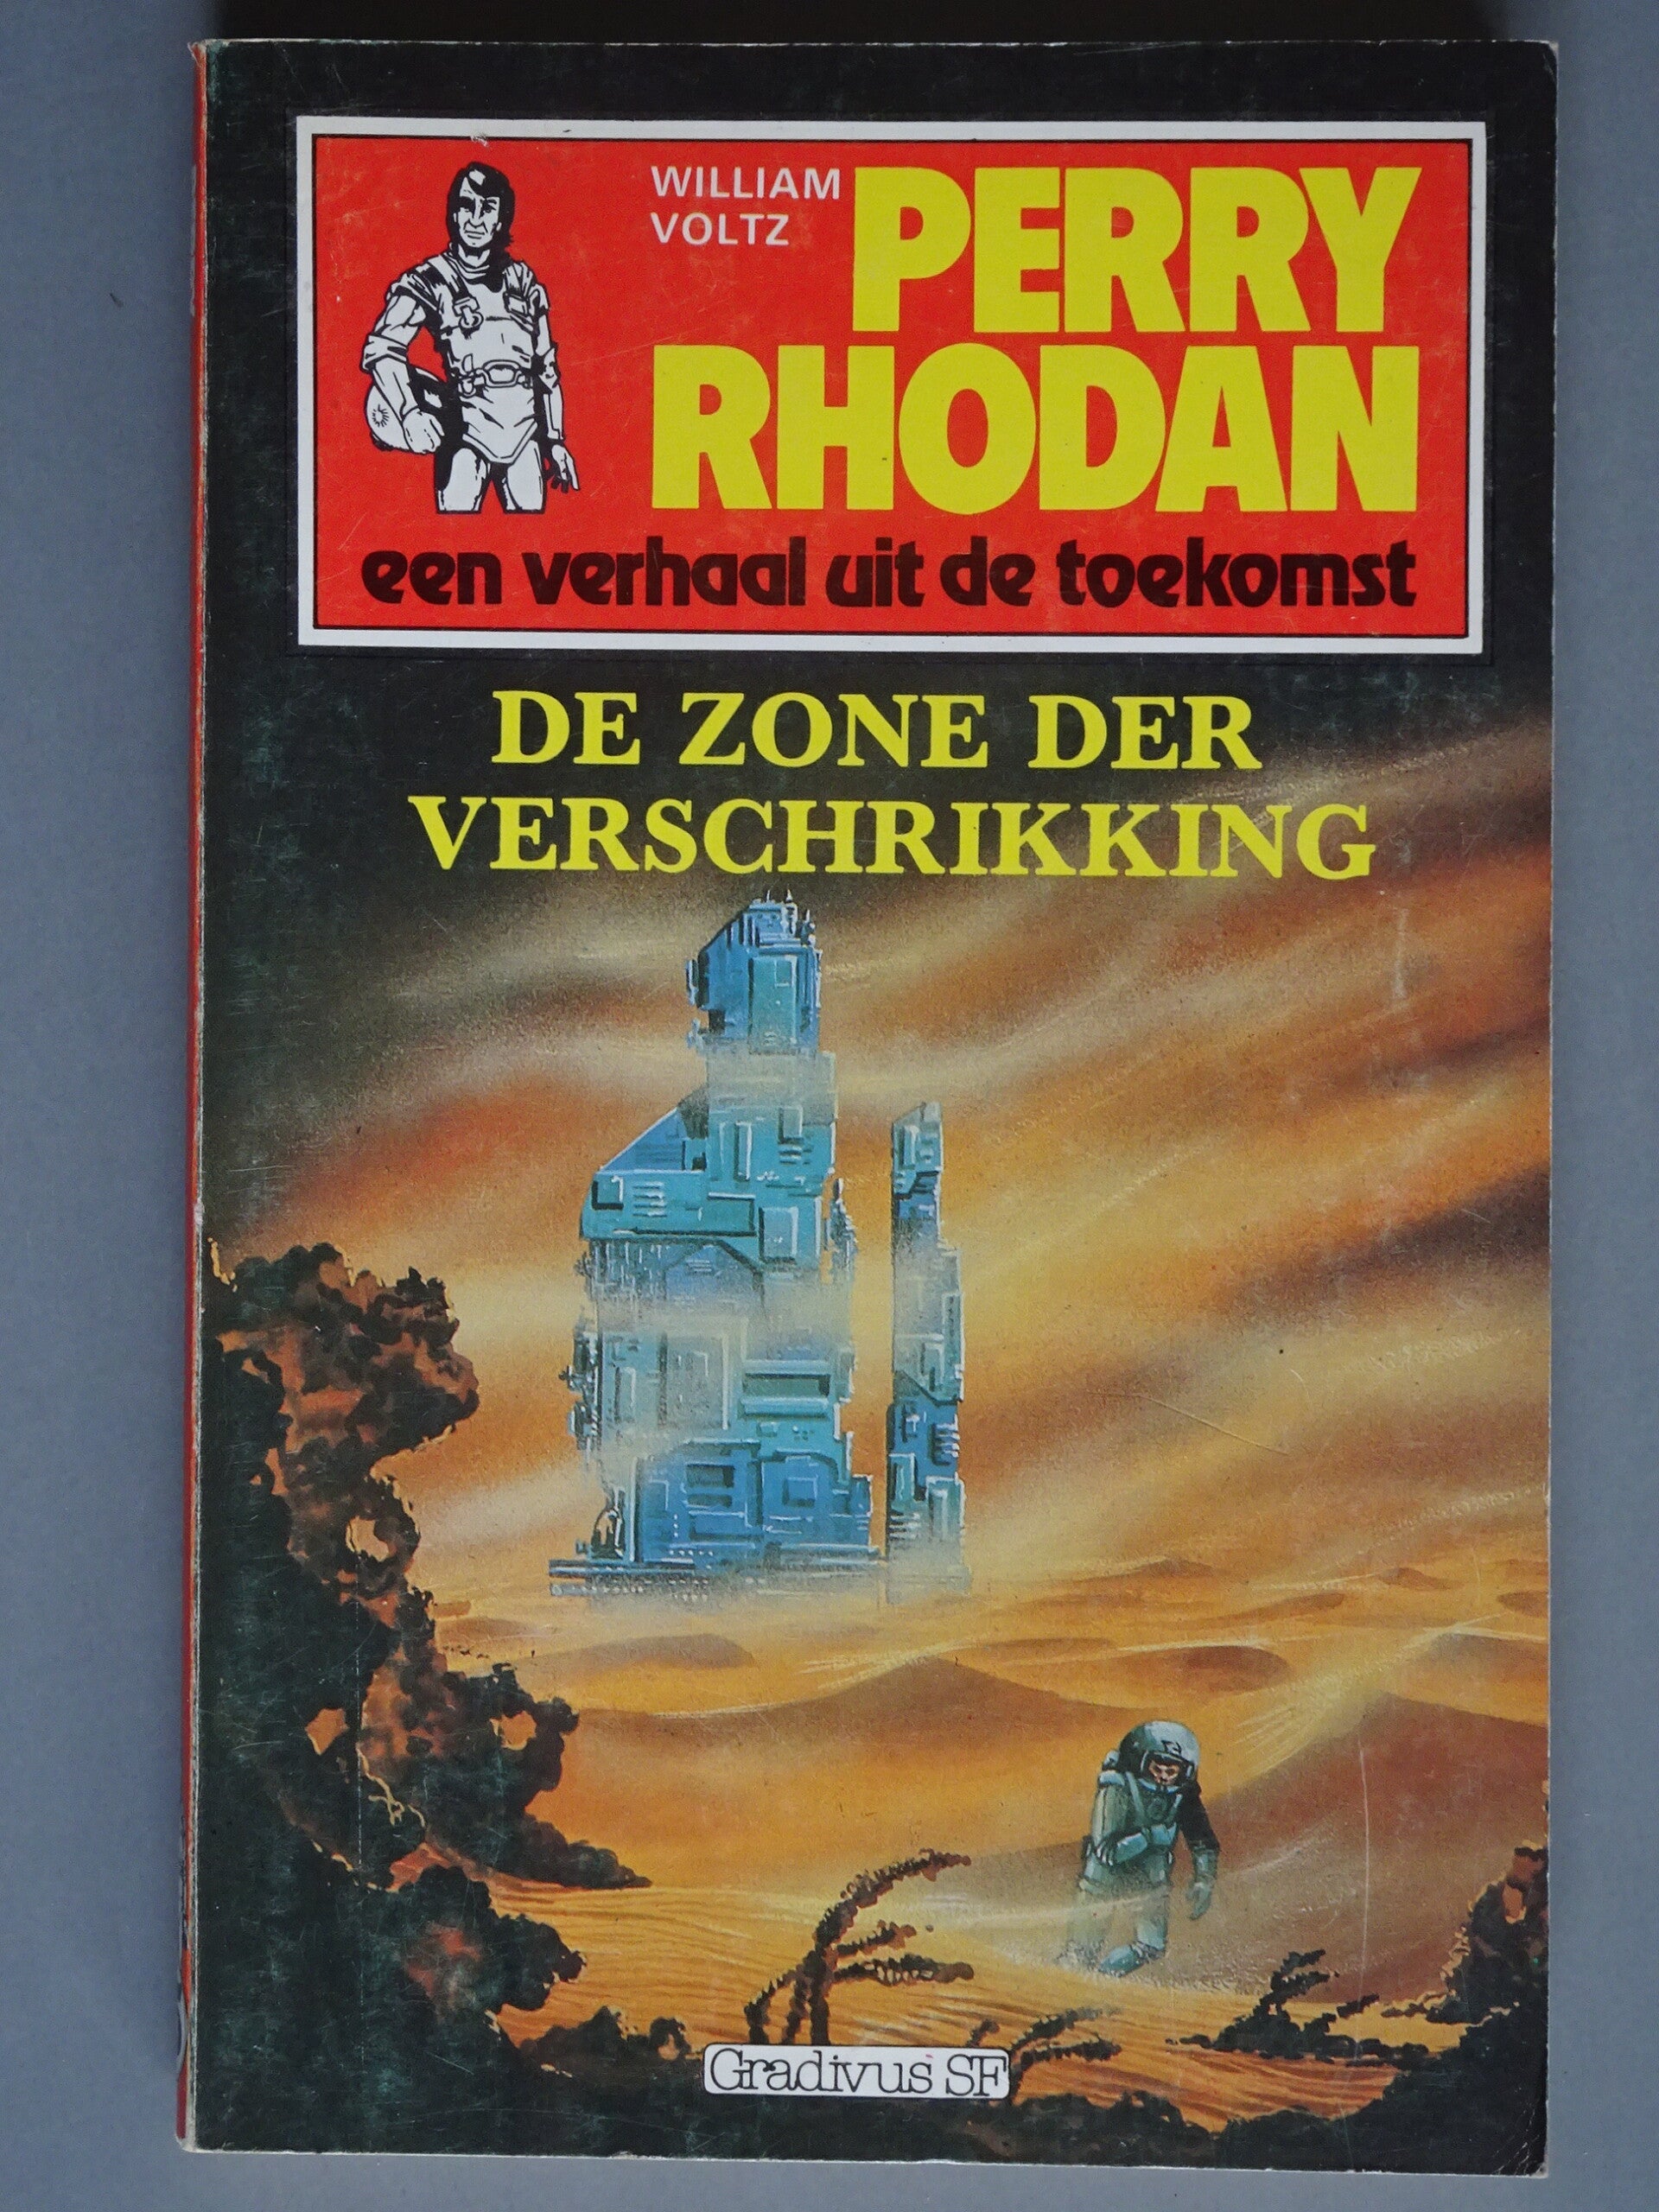 WILLIAM
VOLTZ
PERRY
RHODAN
een verhaal uit de toekomst
DE ZONE DER
VERSCHRIKKING
Gradivus SF